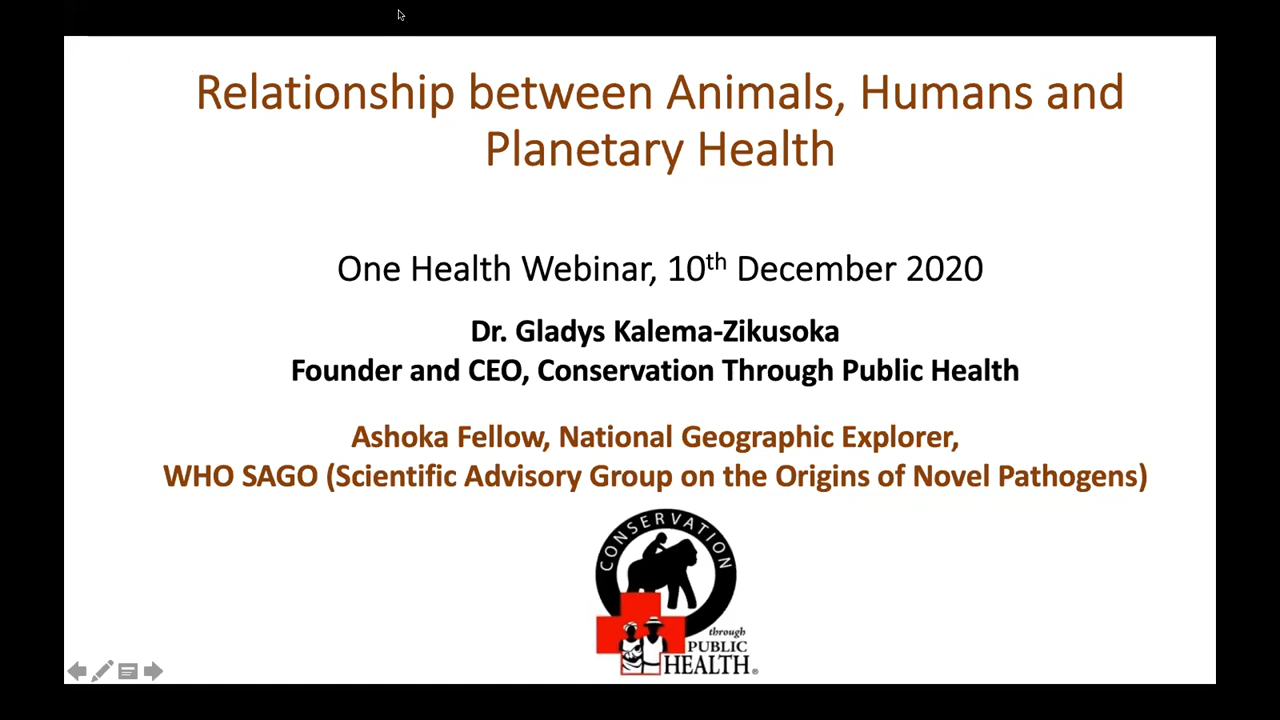 Relationship between Animals, Humans and
Planetary Health
One Health Webinar, 10th December 2020
Dr. Gladys Kalema-Zikusoka
Founder and CEO, Conservation Through Public Health
Ashoka Fellow, National Geographic Explorer,
WHO SAGO (Scientific Advisory Group on the Origins of Novel Pathogens)
CONSERVATION
through
PUBLIC
HEALTH®